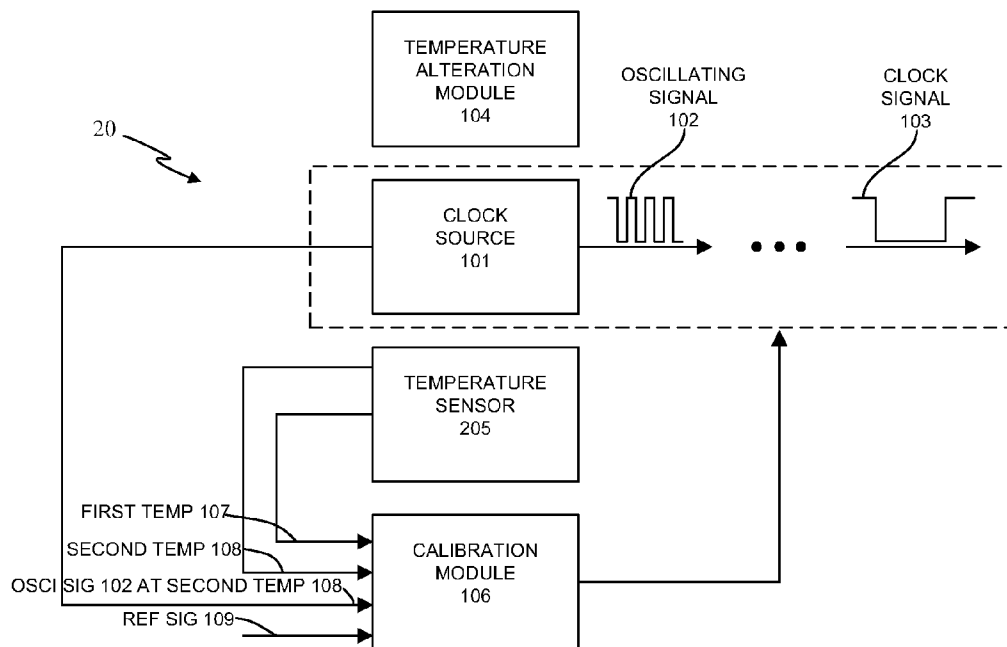 TEMPERATURE
ALTERATION
MODULE
104
OSCILLATING
SIGNAL
102
CLOCK
SIGNAL
103
20
CLOCK
SOURCE
101
TEMPERATURE
SENSOR
205
FIRST TEMP 107
SECOND TEMP 108
OSCI SIG 102 AT SECOND TEMP 108
REF SIG 109
CALIBRATION
MODULE
106